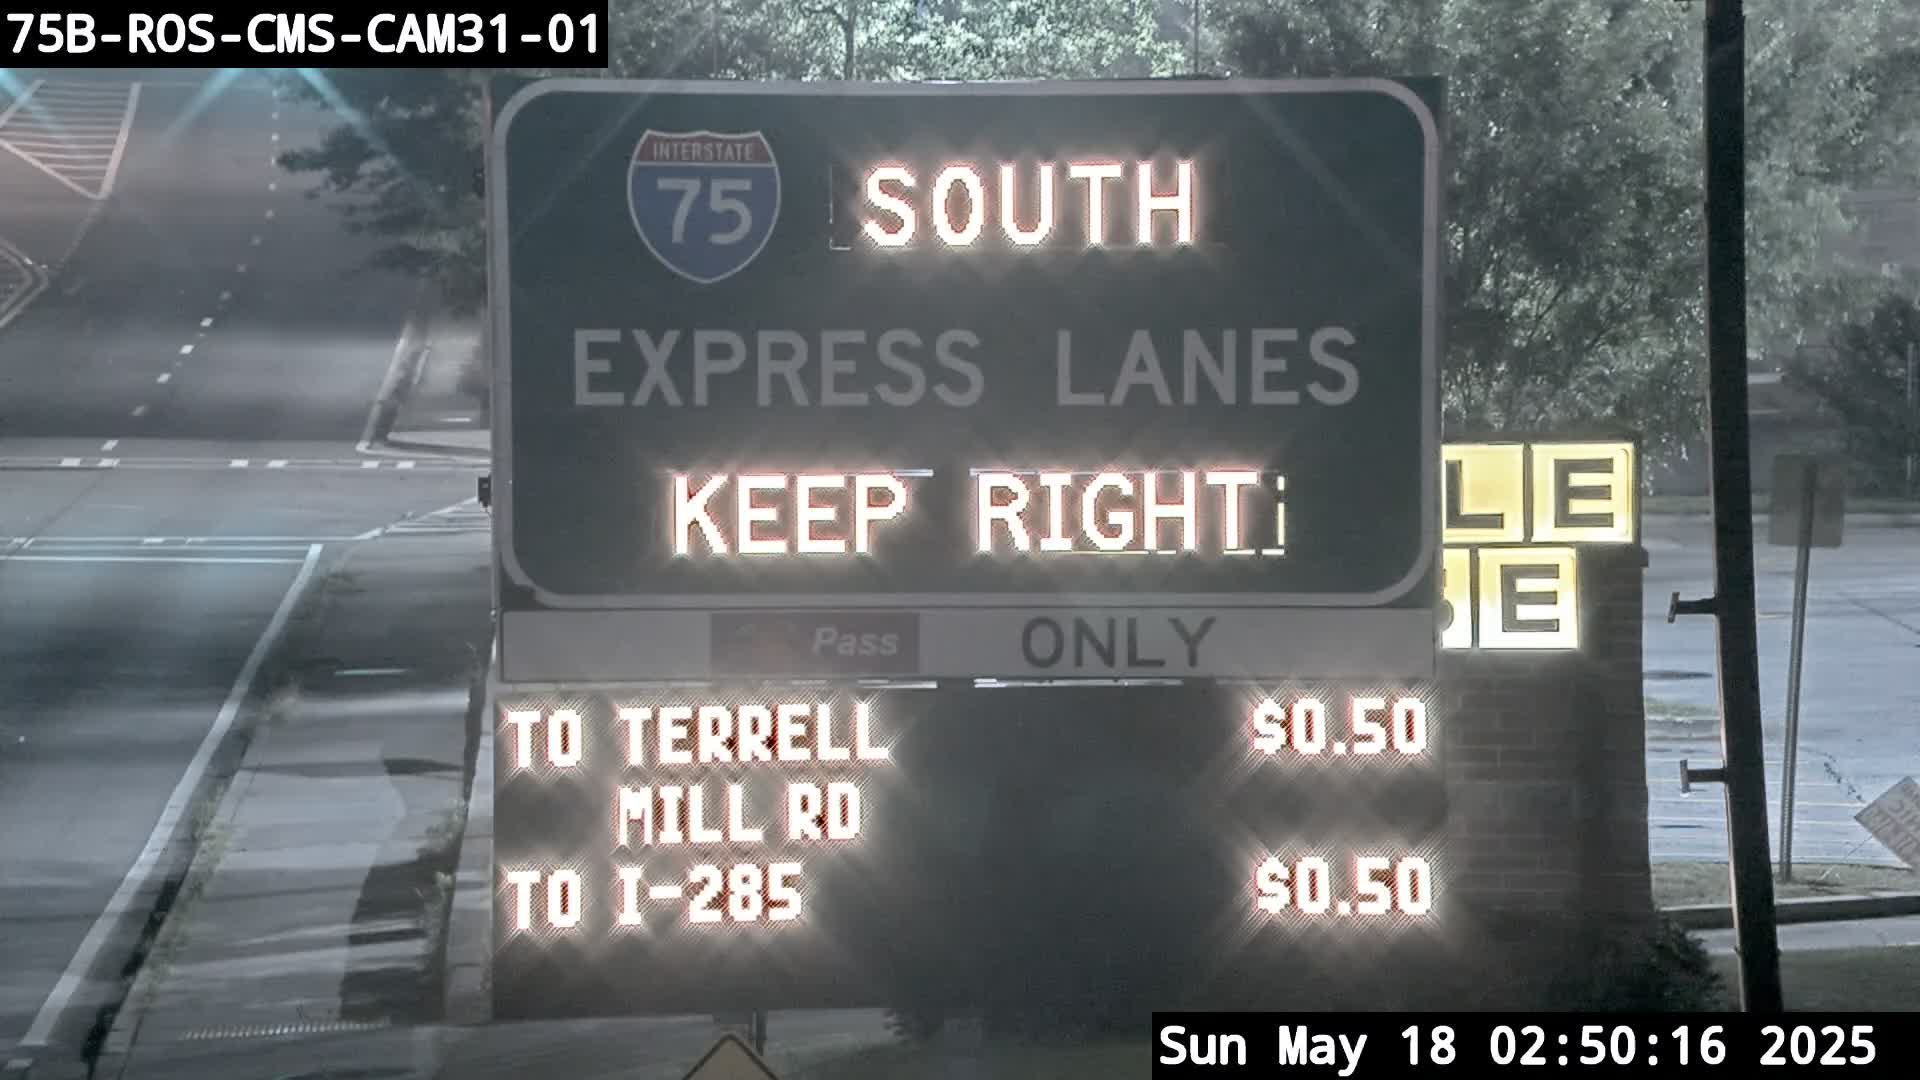 75B-ROS-CMS-CAM31-01
INTERSTATE
75
SOUTH
EXPRESS LANES
KEEP RIGHT
Pass ONLY
TO TERRELL $0.50
MILL RD
TO I-285 $0.50
LE
E
Sun May 18 02:50:16 2025